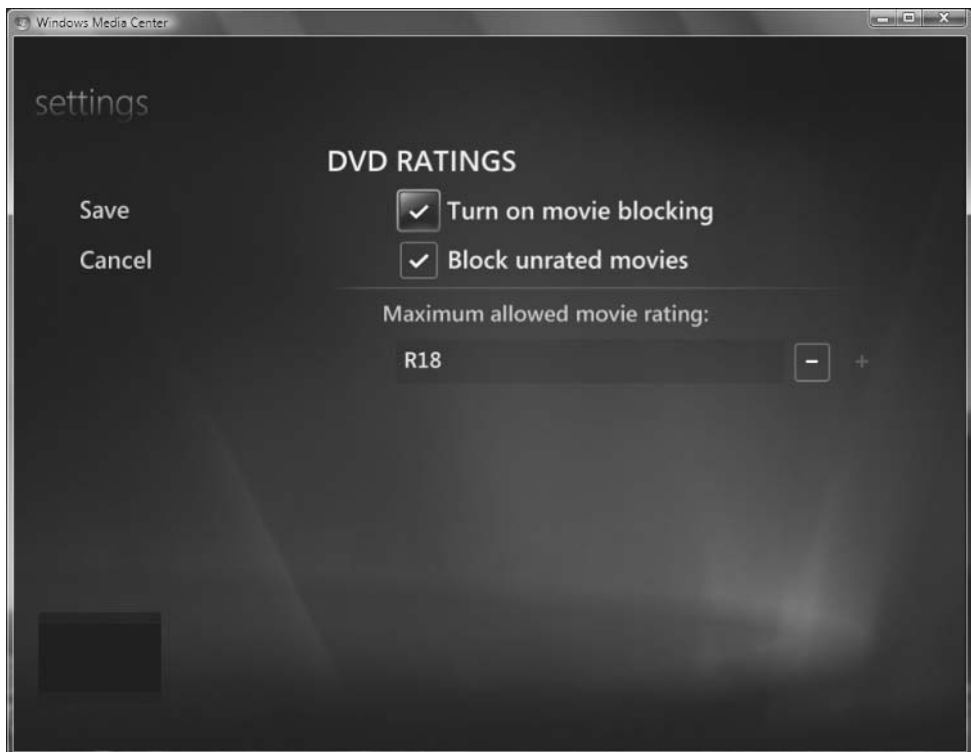 Windows Media Center
settings
DVD RATINGS
Save
Turn on movie blocking
Cancel
Block unrated movies
Maximum allowed movie rating:
R18